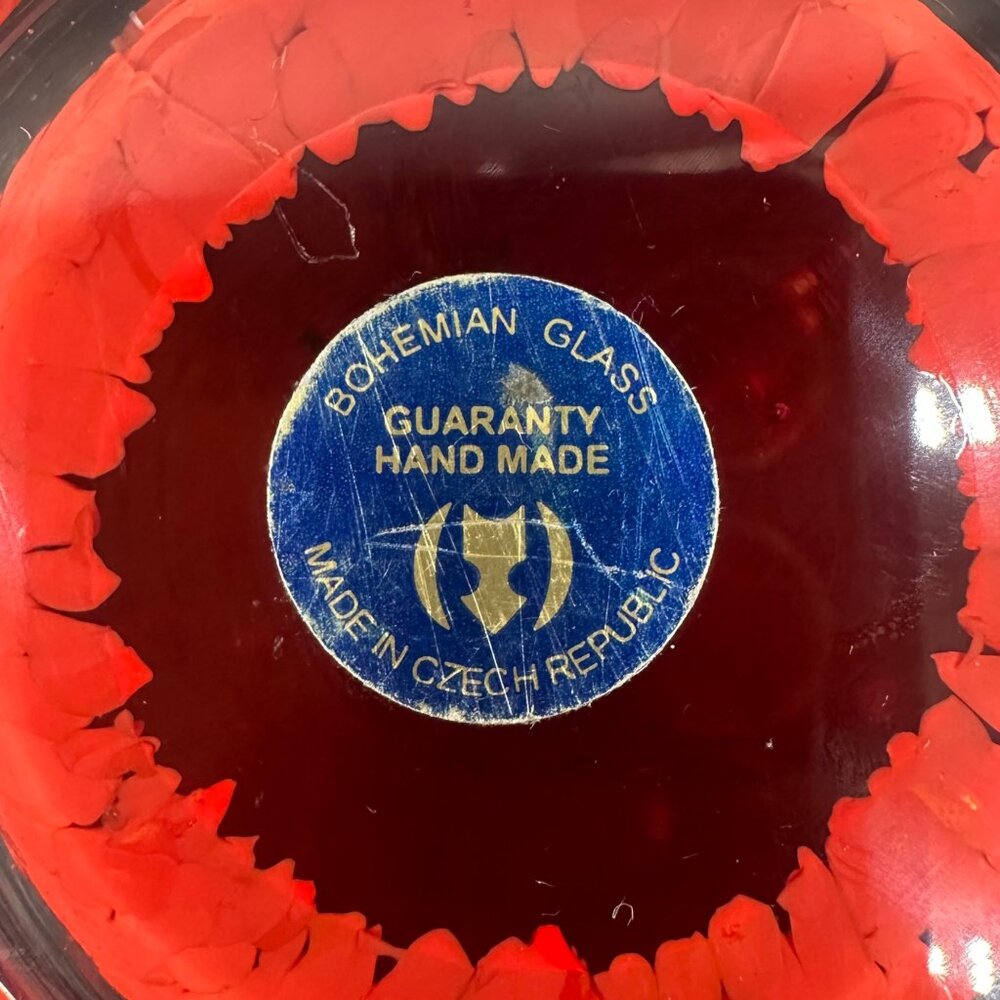 BOHEMIAN GLASS
GUARANTY
HAND MADE
MADE IN CZECH REPUBLIC